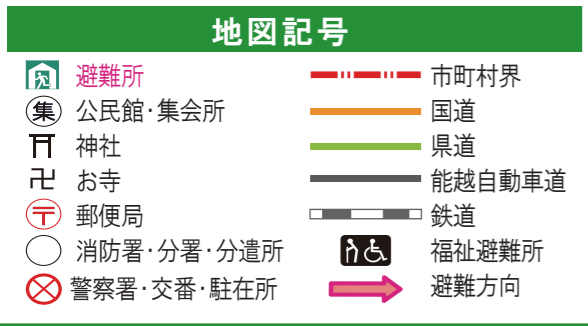 地図記号
避難所
集 公民館・集会所
神社
卍 お寺
〒 郵便局
消防署・分署・分遣所
警察署・交番・駐在所
市町村界
国道
県道
能越自動車道
鉄道
福祉避難所
避難方向